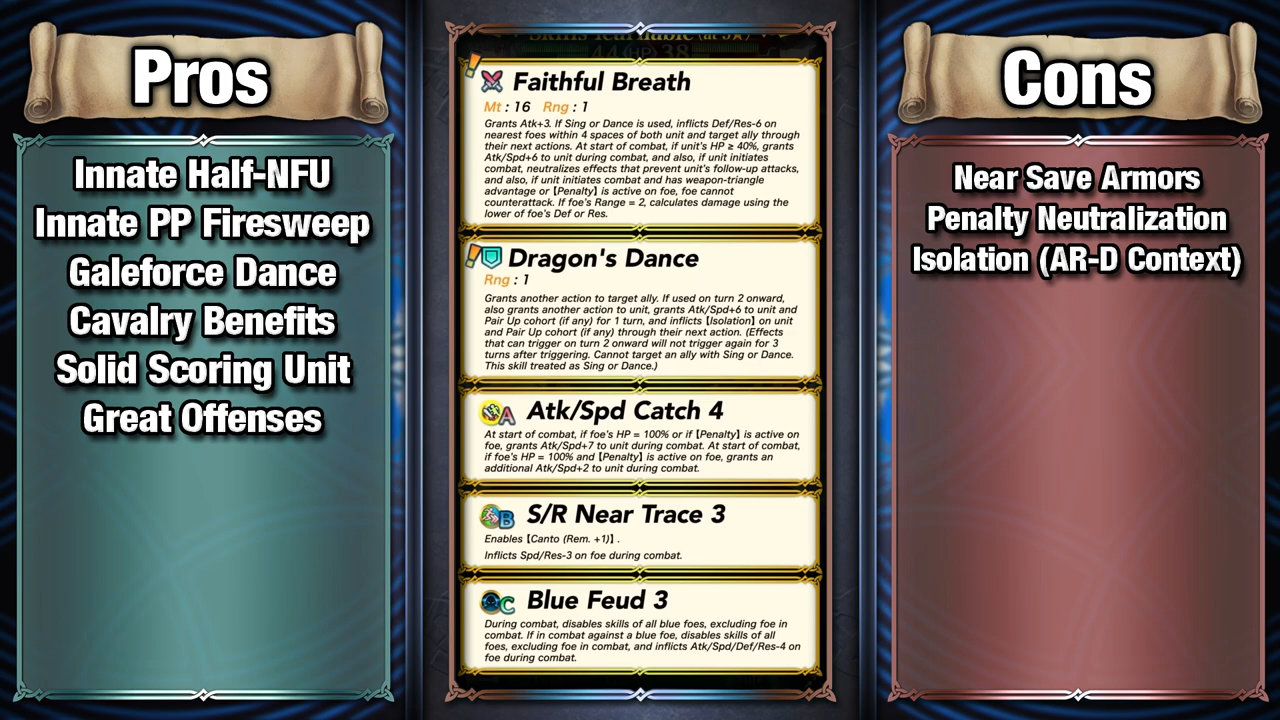 Pros
Innate Half-NFU
Innate PP Firesweep
Galeforce Dance
Cavalry Benefits
Solid Scoring Unit
Great Offenses
Skills learnable (at 5★)
44 (HP) 38
Faithful Breath
Mt : 16 Rng : 1
Grants Atk+3. If Sing or Dance is used, inflicts Def/Res-6 on
nearest foes within 4 spaces of both unit and target ally through
their next actions. At start of combat, if unit's HP ≥ 40%, grants
Atk/Spd+6 to unit during combat, and also, if unit initiates
combat, neutralizes effects that prevent unit's follow-up attacks,
and also, if unit initiates combat and has weapon-triangle
advantage or【Penalty】is active on foe, foe cannot
counterattack. If foe's Range = 2, calculates damage using the
lower of foe's Def or Res.
Dragon's Dance
Rng : 1
Grants another action to target ally. If used on turn 2 onward,
also grants another action to unit, grants Atk/Spd+6 to unit and
Pair Up cohort (if any) for 1 turn, and inflicts【Isolation】on unit
and Pair Up cohort (if any) through their next action. (Effects
that can trigger on turn 2 onward will not trigger again for 3
turns after triggering. Cannot target an ally with Sing or Dance.
This skill treated as Sing or Dance.)
A
Atk/Spd Catch 4
At start of combat, if foe's HP = 100% or if【Penalty】is active on
foe, grants Atk/Spd+7 to unit during combat. At start of combat,
if foe's HP = 100% and【Penalty】is active on foe, grants an
additional Atk/Spd+2 to unit during combat.
B
S/R Near Trace 3
Enables【Canto (Rem. +1)】.
Inflicts Spd/Res-3 on foe during combat.
C
Blue Feud 3
During combat, disables skills of all blue foes, excluding foe in
combat. If in combat against a blue foe, disables skills of all
foes, excluding foe in combat, and inflicts Atk/Spd/Def/Res-4 on
foe during combat.
Cons
Near Save Armors
Penalty Neutralization
Isolation (AR-D Context)